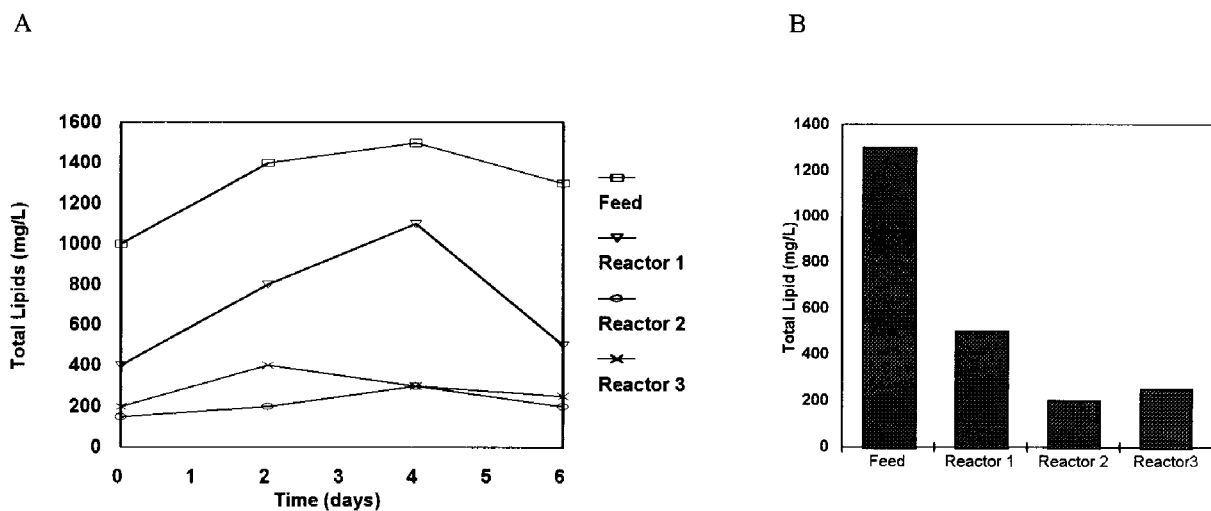 A
B
Total Lipids (mg/L)
1600
1400
1200
1000
800
600
400
200
0
0 1 2 3 4 5 6
Time (days)
Feed
Reactor 1
Reactor 2
Reactor 3
Total Lipid (mg/L)
1400
1200
1000
800
600
400
200
0
Feed Reactor 1 Reactor 2 Reactor3